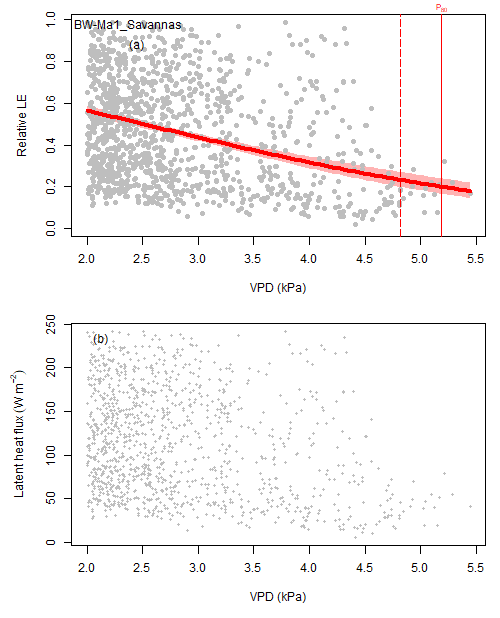 P80
BW-Ma1_Savannas
(a)
Relative LE
1.0
0.8
0.6
0.4
0.2
0.0
2.0 2.5 3.0 3.5 4.0 4.5 5.0 5.5
VPD (kPa)
(b)
Latent heat flux (W m⁻²)
250
200
150
100
50
0
2.0 2.5 3.0 3.5 4.0 4.5 5.0 5.5
VPD (kPa)